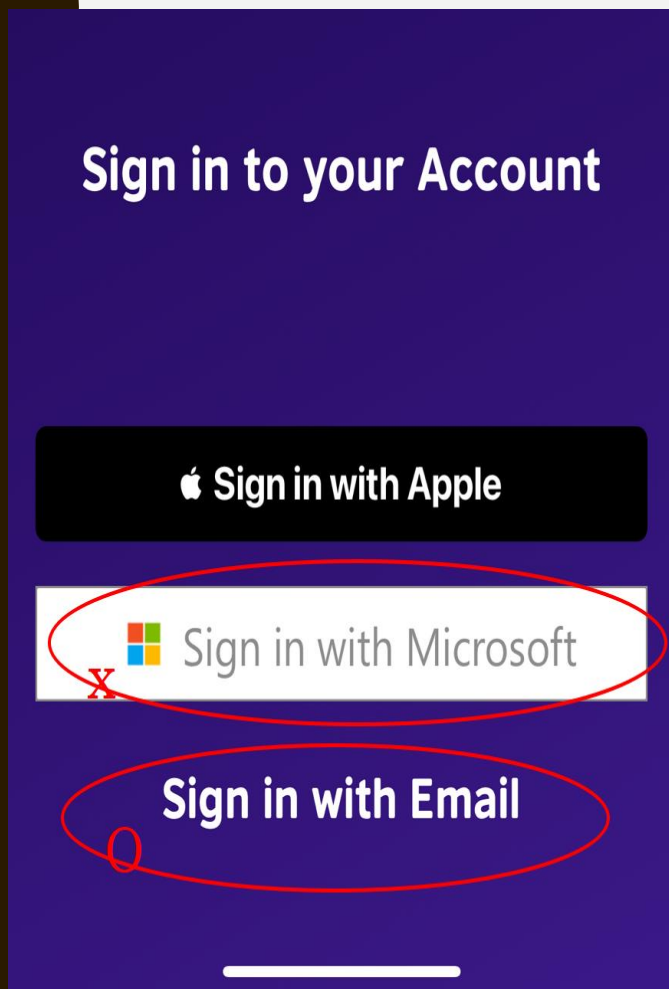 Sign in to your Account
Sign in with Apple
Sign in with Microsoft
x
Sign in with Email
O